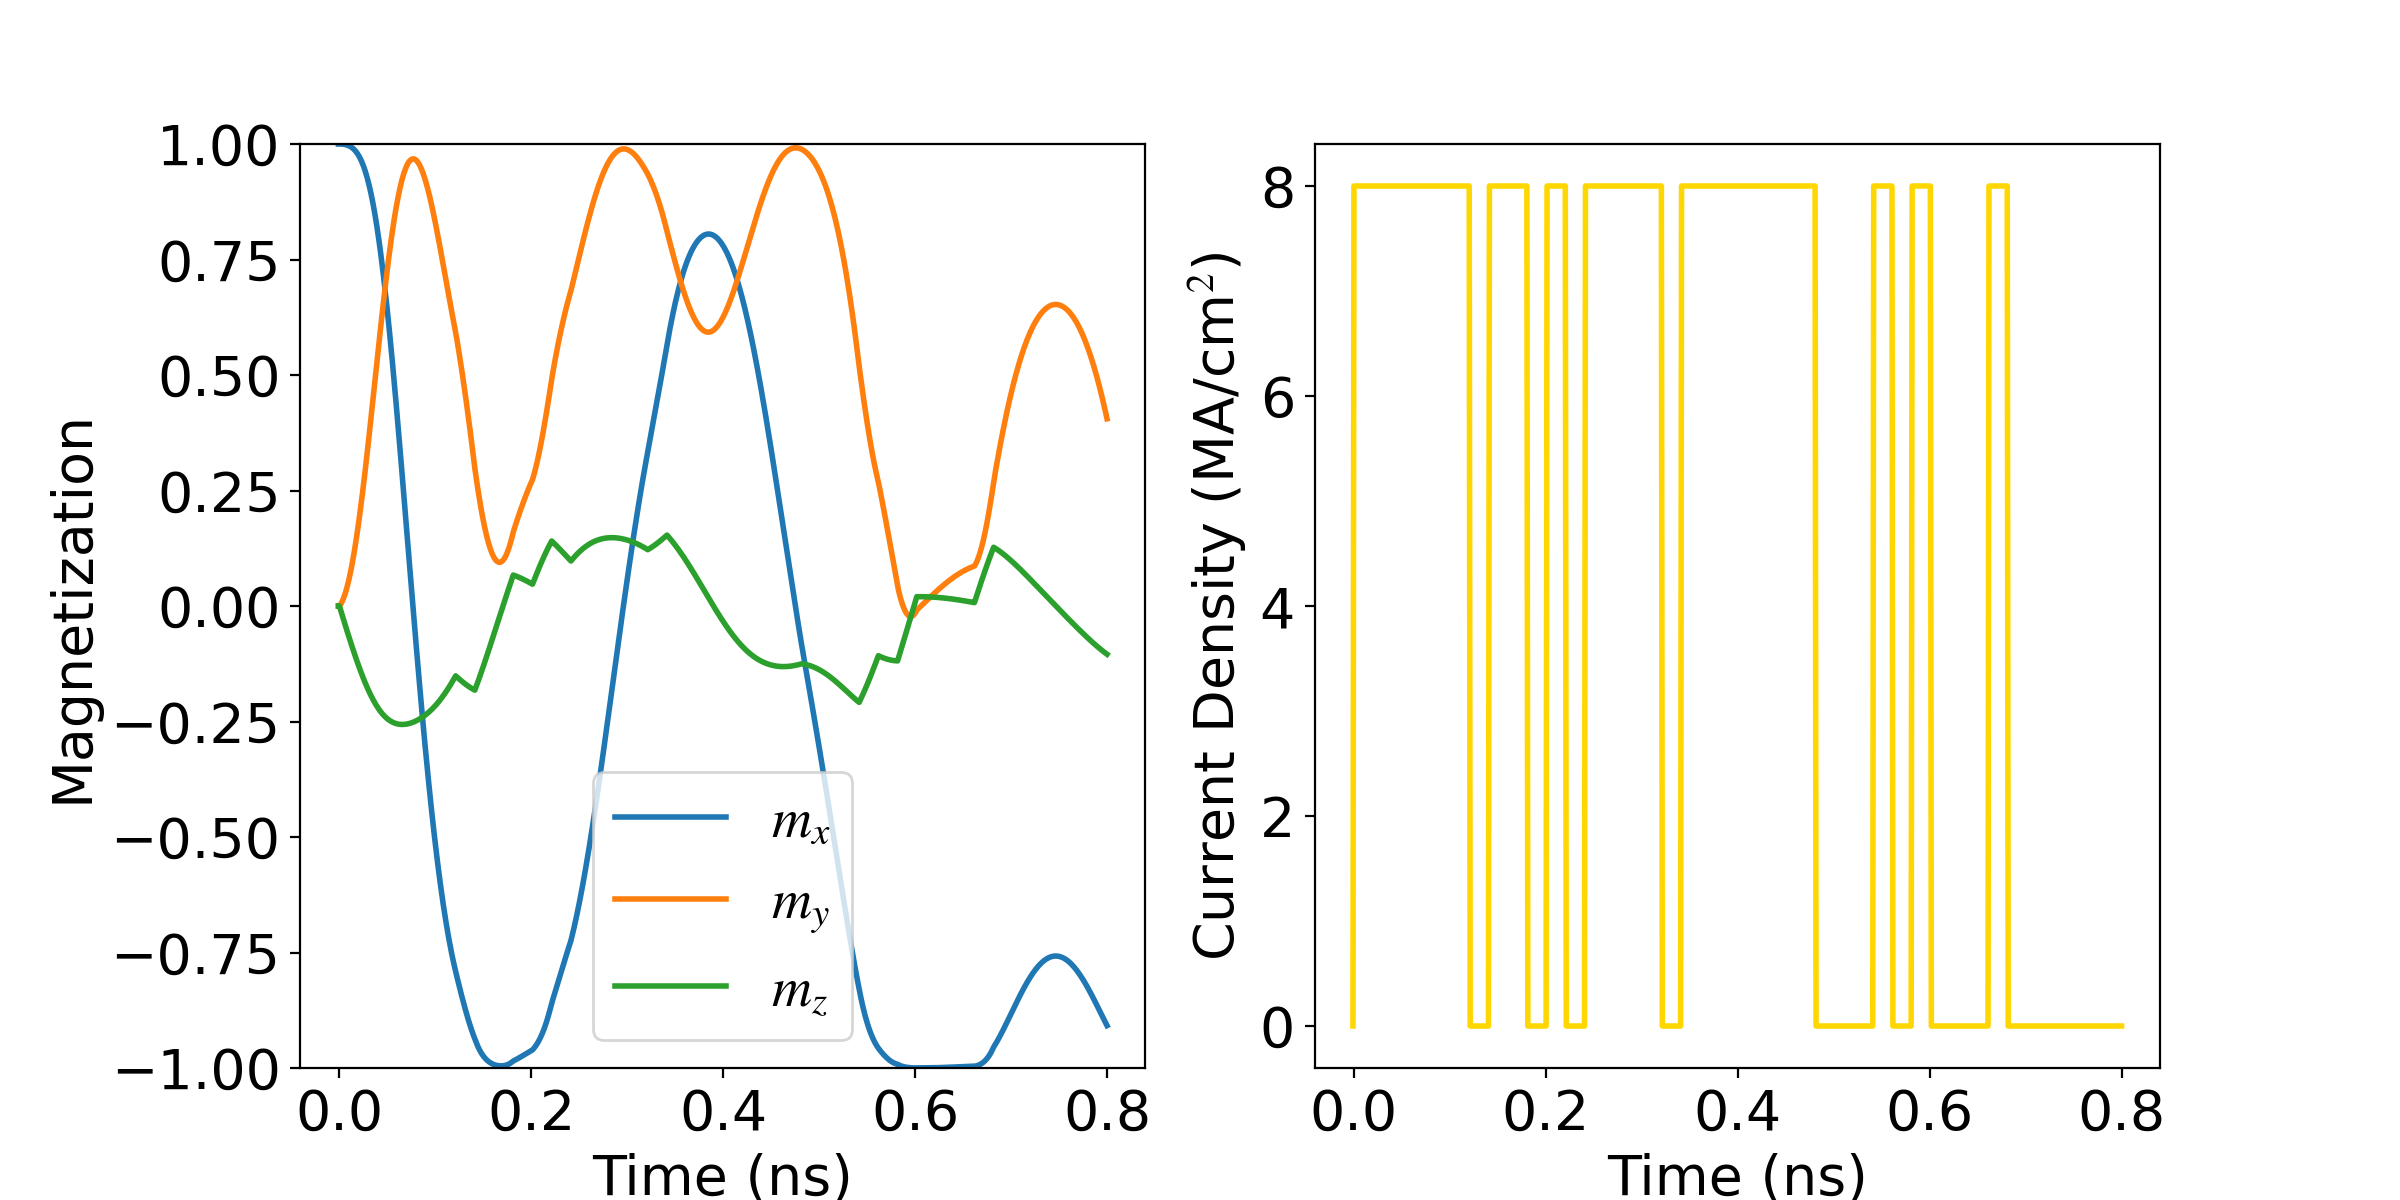 Magnetization
1.00
0.75
0.50
0.25
0.00
−0.25
−0.50
−0.75
−1.00
0.0 0.2 0.4 0.6 0.8
Time (ns)
m_x
m_y
m_z
Current Density (MA/cm²)
8
6
4
2
0
0.0 0.2 0.4 0.6 0.8
Time (ns)